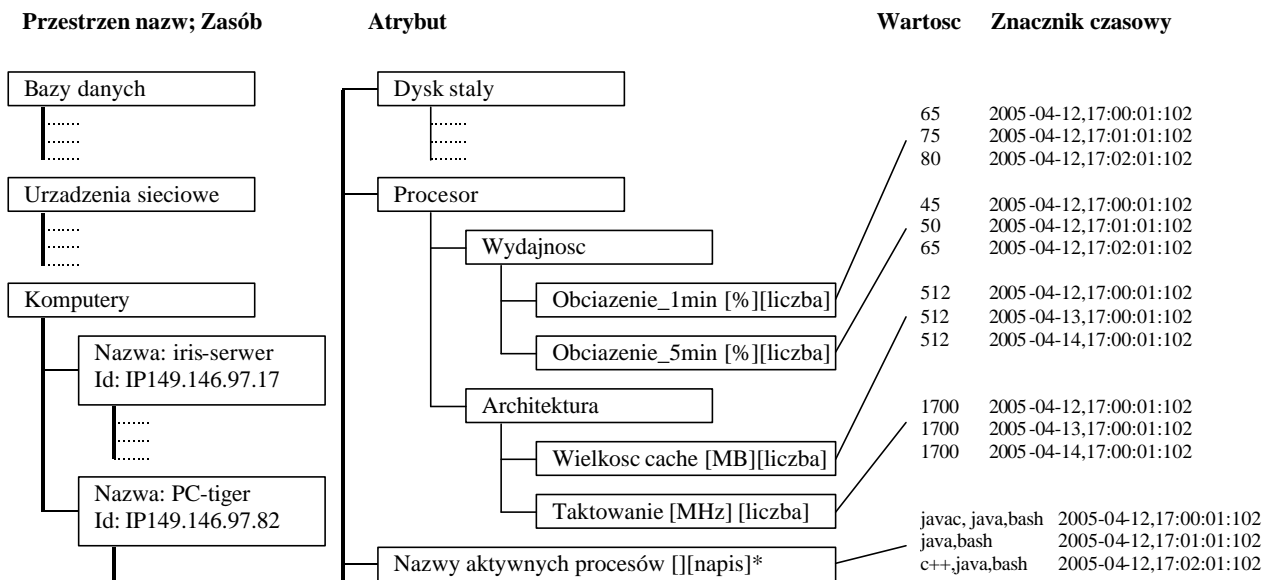 Przestrzen nazw; Zasób
Atrybut
Wartosc
Znacznik czasowy
Bazy danych
Urzadzenia sieciowe
Komputery
Nazwa: iris-serwer
Id: IP149.146.97.17
Nazwa: PC-tiger
Id: IP149.146.97.82
Dysk staly
Procesor
Wydajnosc
Obciazenie_1min [%][liczba]
Obciazenie_5min [%][liczba]
Architektura
Wielkosc cache [MB][liczba]
Taktowanie [MHz] [liczba]
Nazwy aktywnych procesów [][napis]*
65 2005-04-12,17:00:01:102
75 2005-04-12,17:01:01:102
80 2005-04-12,17:02:01:102
45 2005-04-12,17:00:01:102
50 2005-04-12,17:01:01:102
65 2005-04-12,17:02:01:102
512 2005-04-12,17:00:01:102
512 2005-04-13,17:00:01:102
512 2005-04-14,17:00:01:102
1700 2005-04-12,17:00:01:102
1700 2005-04-13,17:00:01:102
1700 2005-04-14,17:00:01:102
javac, java,bash 2005-04-12,17:00:01:102
java,bash 2005-04-12,17:01:01:102
c++,java,bash 2005-04-12,17:02:01:102